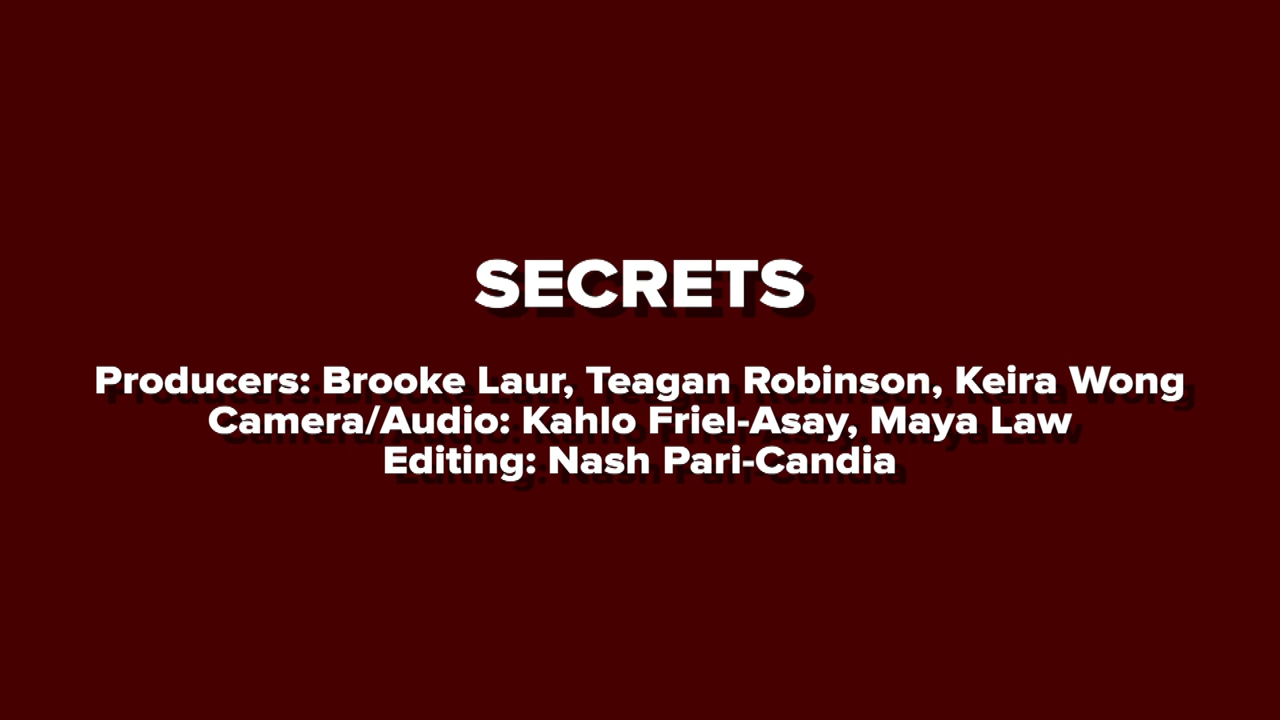 SECRETS
Producers: Brooke Laur, Teagan Robinson, Keira Wong
Camera/Audio: Kahlo Friel-Asay, Maya Law
Editing: Nash Pari-Candia